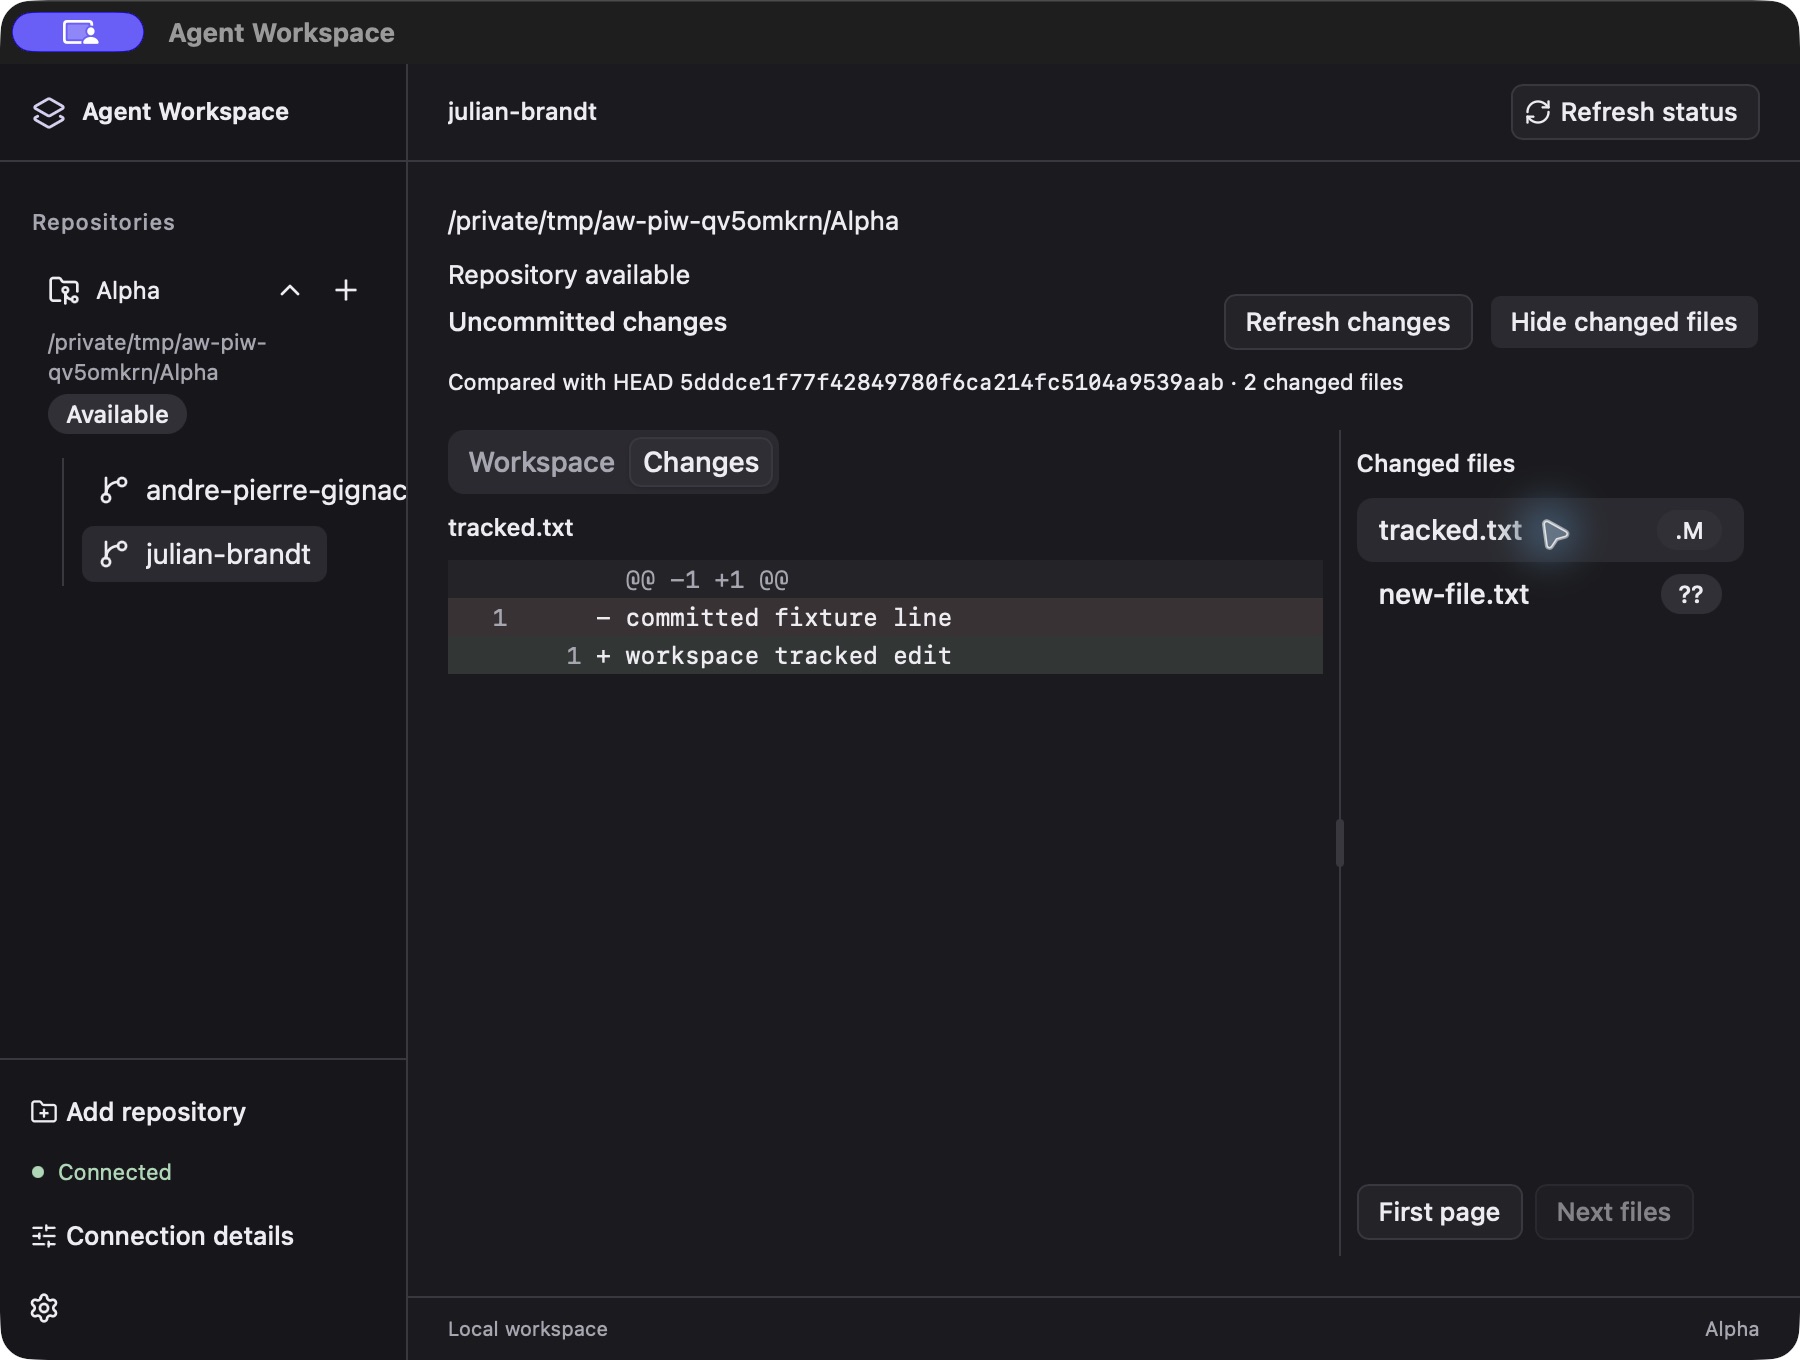 Agent Workspace
Agent Workspace
julian-brandt
Refresh status
Repositories
Alpha
/private/tmp/aw-piw-
qv5omkrn/Alpha
Available
andre-pierre-gignac
julian-brandt
/private/tmp/aw-piw-qv5omkrn/Alpha
Repository available
Uncommitted changes
Refresh changes
Hide changed files
Compared with HEAD 5dddce1f77f42849780f6ca214fc5104a9539aab · 2 changed files
Workspace
Changes
tracked.txt
@@ -1 +1 @@
1 - committed fixture line
1 + workspace tracked edit
Changed files
tracked.txt .M
new-file.txt ??
First page
Next files
Add repository
Connected
Connection details
Local workspace
Alpha